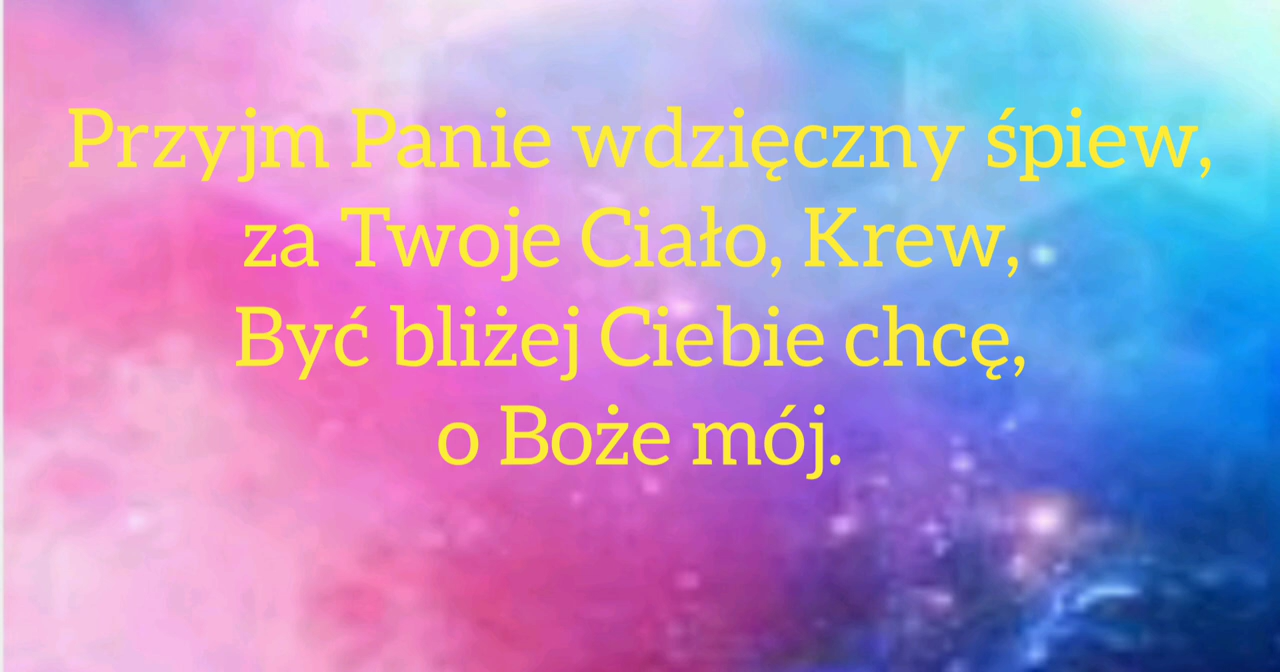 Przyjm Panie wdzięczny śpiew,
za Twoje Ciało, Krew,
Być bliżej Ciebie chcę,
o Boże mój.